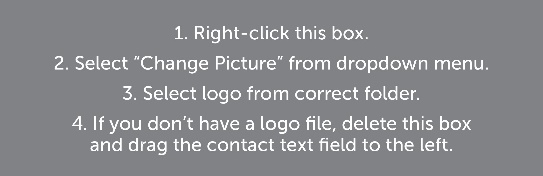 1. Right-click this box.
2. Select “Change Picture” from dropdown menu.
3. Select logo from correct folder.
4. If you don’t have a logo file, delete this box
and drag the contact text field to the left.